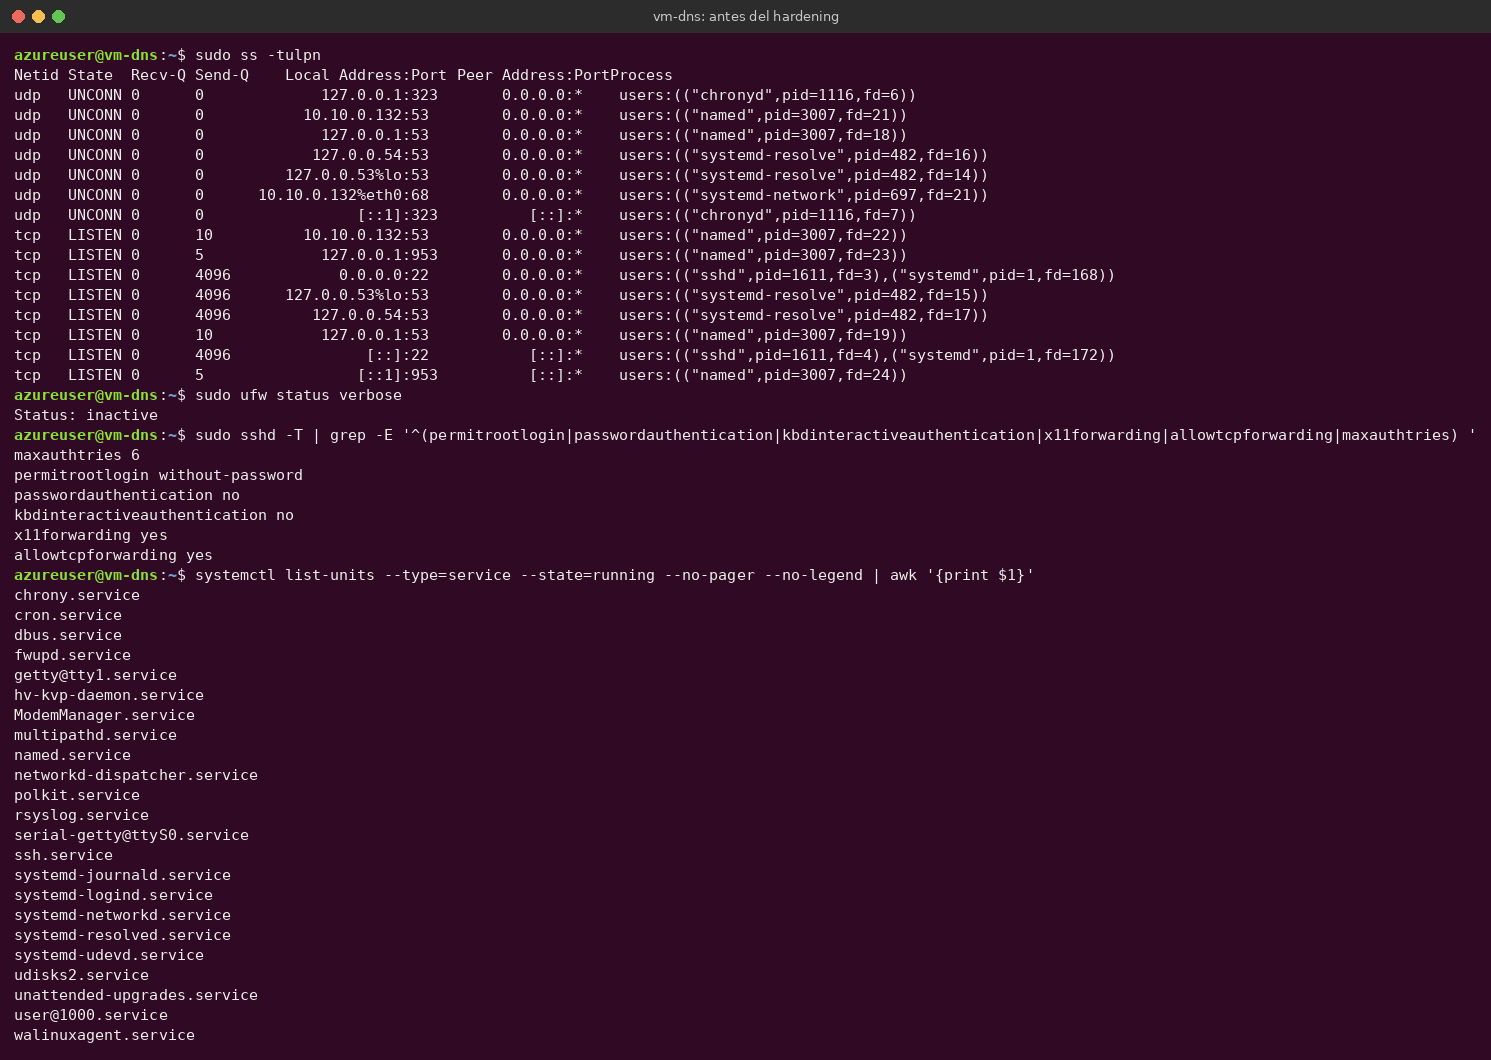 vm-dns: antes del hardening
azureuser@vm-dns:~$ sudo ss -tulpn
Netid State  Recv-Q Send-Q    Local Address:Port Peer Address:PortProcess
udp   UNCONN 0      0             127.0.0.1:323       0.0.0.0:*    users:(("chronyd",pid=1116,fd=6))
udp   UNCONN 0      0           10.10.0.132:53        0.0.0.0:*    users:(("named",pid=3007,fd=21))
udp   UNCONN 0      0             127.0.0.1:53        0.0.0.0:*    users:(("named",pid=3007,fd=18))
udp   UNCONN 0      0            127.0.0.54:53        0.0.0.0:*    users:(("systemd-resolve",pid=482,fd=16))
udp   UNCONN 0      0         127.0.0.53%lo:53        0.0.0.0:*    users:(("systemd-resolve",pid=482,fd=14))
udp   UNCONN 0      0      10.10.0.132%eth0:68        0.0.0.0:*    users:(("systemd-network",pid=697,fd=21))
udp   UNCONN 0      0                 [::1]:323          [::]:*    users:(("chronyd",pid=1116,fd=7))
tcp   LISTEN 0      10          10.10.0.132:53        0.0.0.0:*    users:(("named",pid=3007,fd=22))
tcp   LISTEN 0      5             127.0.0.1:953       0.0.0.0:*    users:(("named",pid=3007,fd=23))
tcp   LISTEN 0      4096            0.0.0.0:22        0.0.0.0:*    users:(("sshd",pid=1611,fd=3),("systemd",pid=1,fd=168))
tcp   LISTEN 0      4096      127.0.0.53%lo:53        0.0.0.0:*    users:(("systemd-resolve",pid=482,fd=15))
tcp   LISTEN 0      4096         127.0.0.54:53        0.0.0.0:*    users:(("systemd-resolve",pid=482,fd=17))
tcp   LISTEN 0      10            127.0.0.1:53        0.0.0.0:*    users:(("named",pid=3007,fd=19))
tcp   LISTEN 0      4096               [::]:22           [::]:*    users:(("sshd",pid=1611,fd=4),("systemd",pid=1,fd=172))
tcp   LISTEN 0      5                 [::1]:953          [::]:*    users:(("named",pid=3007,fd=24))
azureuser@vm-dns:~$ sudo ufw status verbose
Status: inactive
azureuser@vm-dns:~$ sudo sshd -T | grep -E '^(permitrootlogin|passwordauthentication|kbdinteractiveauthentication|x11forwarding|allowtcpforwarding|maxauthtries) '
maxauthtries 6
permitrootlogin without-password
passwordauthentication no
kbdinteractiveauthentication no
x11forwarding yes
allowtcpforwarding yes
azureuser@vm-dns:~$ systemctl list-units --type=service --state=running --no-pager --no-legend | awk '{print $1}'
chrony.service
cron.service
dbus.service
fwupd.service
getty@tty1.service
hv-kvp-daemon.service
ModemManager.service
multipathd.service
named.service
networkd-dispatcher.service
polkit.service
rsyslog.service
serial-getty@ttyS0.service
ssh.service
systemd-journald.service
systemd-logind.service
systemd-networkd.service
systemd-resolved.service
systemd-udevd.service
udisks2.service
unattended-upgrades.service
user@1000.service
walinuxagent.service